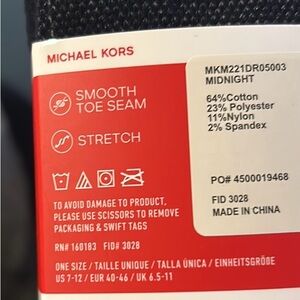 MICHAEL KORS
SMOOTH
TOE SEAM
STRETCH
TO AVOID DAMAGE TO PRODUCT,
PLEASE USE SCISSORS TO REMOVE
PACKAGING & SWIFT TAGS
RN# 160183 FID# 3028
ONE SIZE / TAILLE UNIQUE / TALLA ÚNICA / EINHEITSGRÖßE
US 7-12 / EUR 40-46 / UK 6.5-11
MKM221DR05003
MIDNIGHT
64%Cotton
23% Polyester
11%Nylon
2% Spandex
PO# 4500019468
FID 3028
MADE IN CHINA